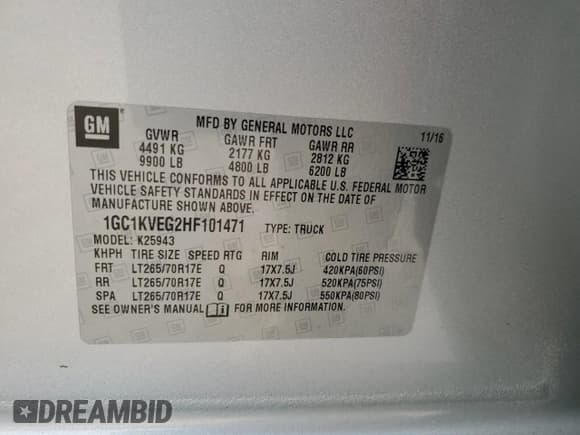 GM
MFD BY GENERAL MOTORS LLC 11/16
GVWR GAWR FRT GAWR RR
4491 KG 2177 KG 2812 KG
9900 LB 4800 LB 6200 LB
THIS VEHICLE CONFORMS TO ALL APPLICABLE U.S. FEDERAL MOTOR
VEHICLE SAFETY STANDARDS IN EFFECT ON THE DATE OF
MANUFACTURE SHOWN ABOVE.
1GC1KVEG2HF101471 TYPE: TRUCK
MODEL: K25943
KHPH TIRE SIZE SPEED RTG RIM COLD TIRE PRESSURE
FRT LT265/70R17E Q 17X7.5J 420KPA(60PSI)
RR LT265/70R17E Q 17X7.5J 520KPA(75PSI)
SPA LT265/70R17E Q 17X7.5J 550KPA(80PSI)
SEE OWNER'S MANUAL FOR MORE INFORMATION.
DREAMBID